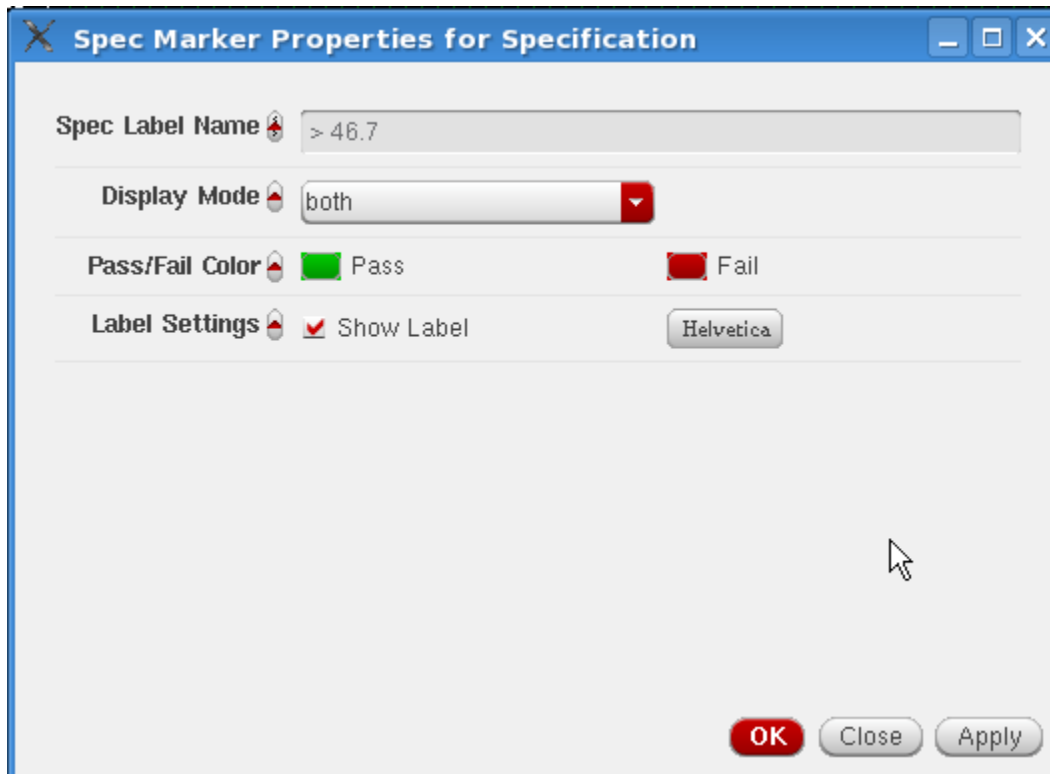 Spec Marker Properties for Specification
Spec Label Name > 46.7
Display Mode both
Pass/Fail Color Pass Fail
Label Settings Show Label Helvetica
OK Close Apply